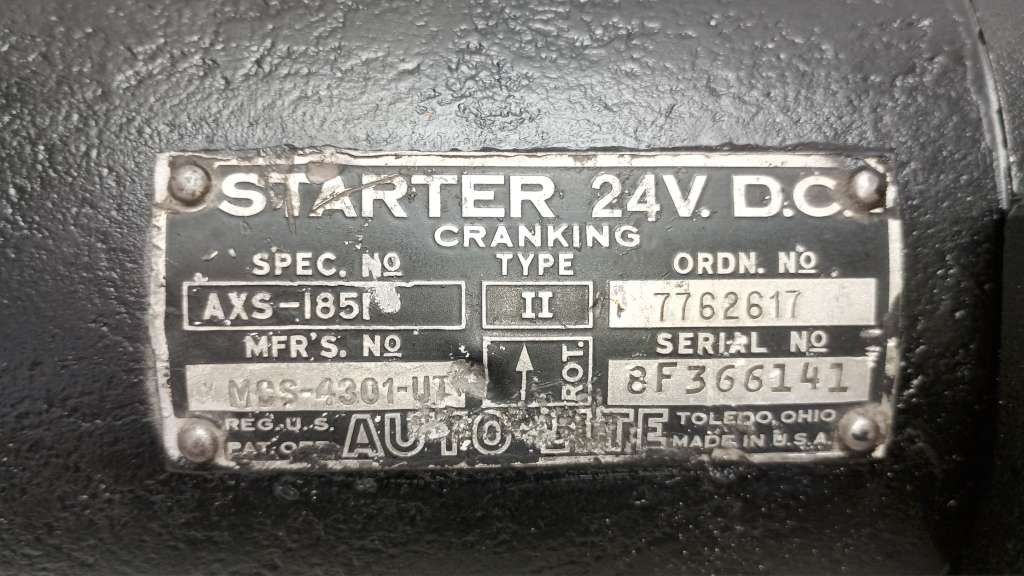 STARTER 24V. D.C.
CRANKING
SPEC. No TYPE ORDN. No
AXS-1851 II 7762617
MFR'S. No SERIAL No
MCS-4301-UT ROT. 8F366141
REG. U.S. AUTO-LITE TOLEDO, OHIO
PAT. OFF. MADE IN U.S.A.